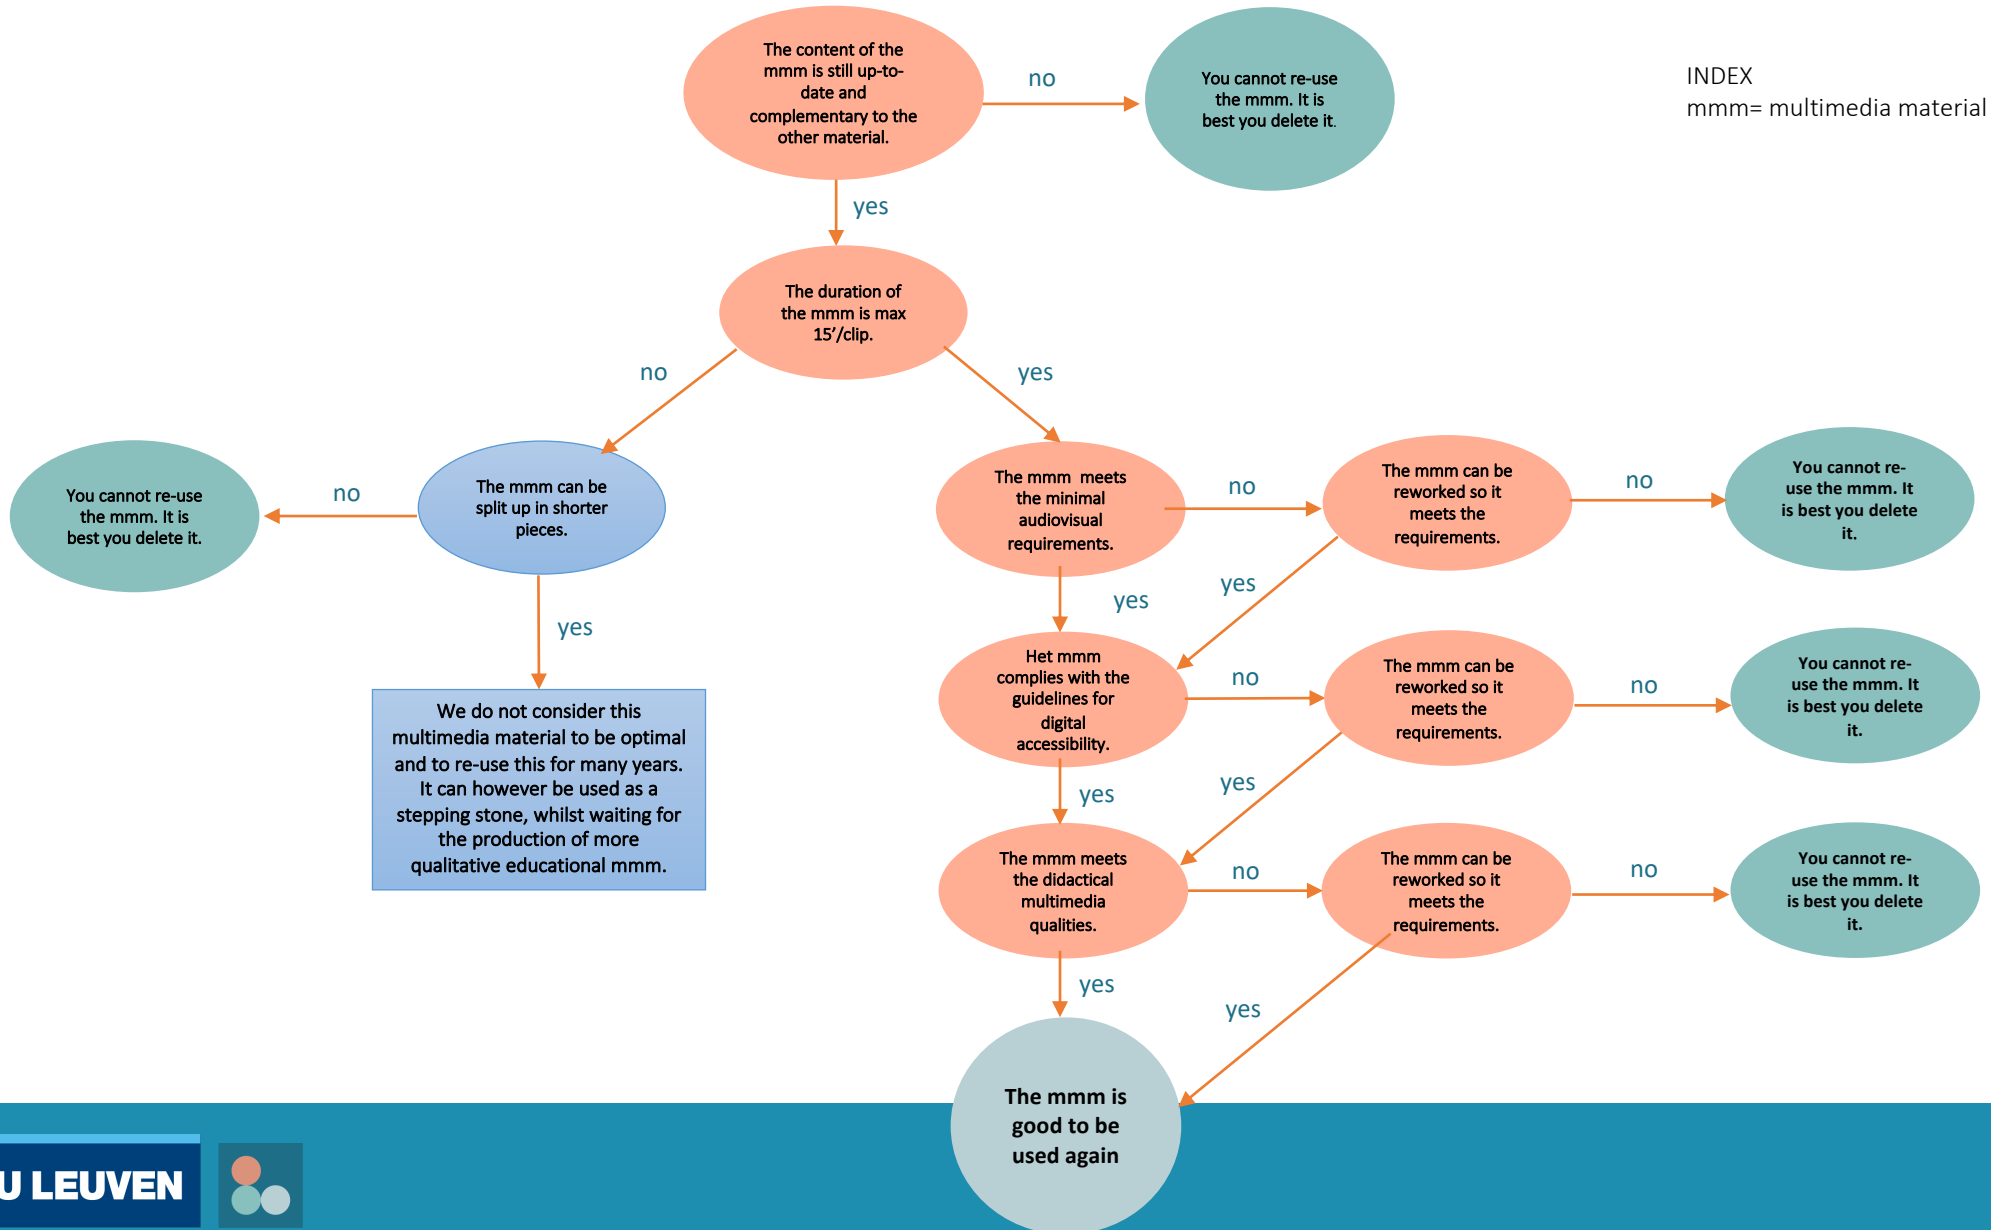 The content of the
mmm is still up-to-
date and
complementary to the
other material.
no
You cannot re-use
the mmm. It is
best you delete it.
INDEX
mmm= multimedia material
yes
The duration of
the mmm is max
15’/clip.
no
yes
You cannot re-use
the mmm. It is
best you delete it.
no
The mmm can be
split up in shorter
pieces.
The mmm  meets
the minimal
audiovisual
requirements.
no
The mmm can be
reworked so it
meets the
requirements.
no
You cannot re-
use the mmm. It
is best you delete
it.
yes
yes
yes
We do not consider this
multimedia material to be optimal
and to re-use this for many years.
It can however be used as a
stepping stone, whilst waiting for
the production of more
qualitative educational mmm.
Het mmm
complies with the
guidelines for
digital
accessibility.
no
The mmm can be
reworked so it
meets the
requirements.
no
You cannot re-
use the mmm. It
is best you delete
it.
yes
yes
The mmm meets
the didactical
multimedia
qualities.
no
The mmm can be
reworked so it
meets the
requirements.
no
You cannot re-
use the mmm. It
is best you delete
it.
yes
yes
The mmm is
good to be
used again
U LEUVEN